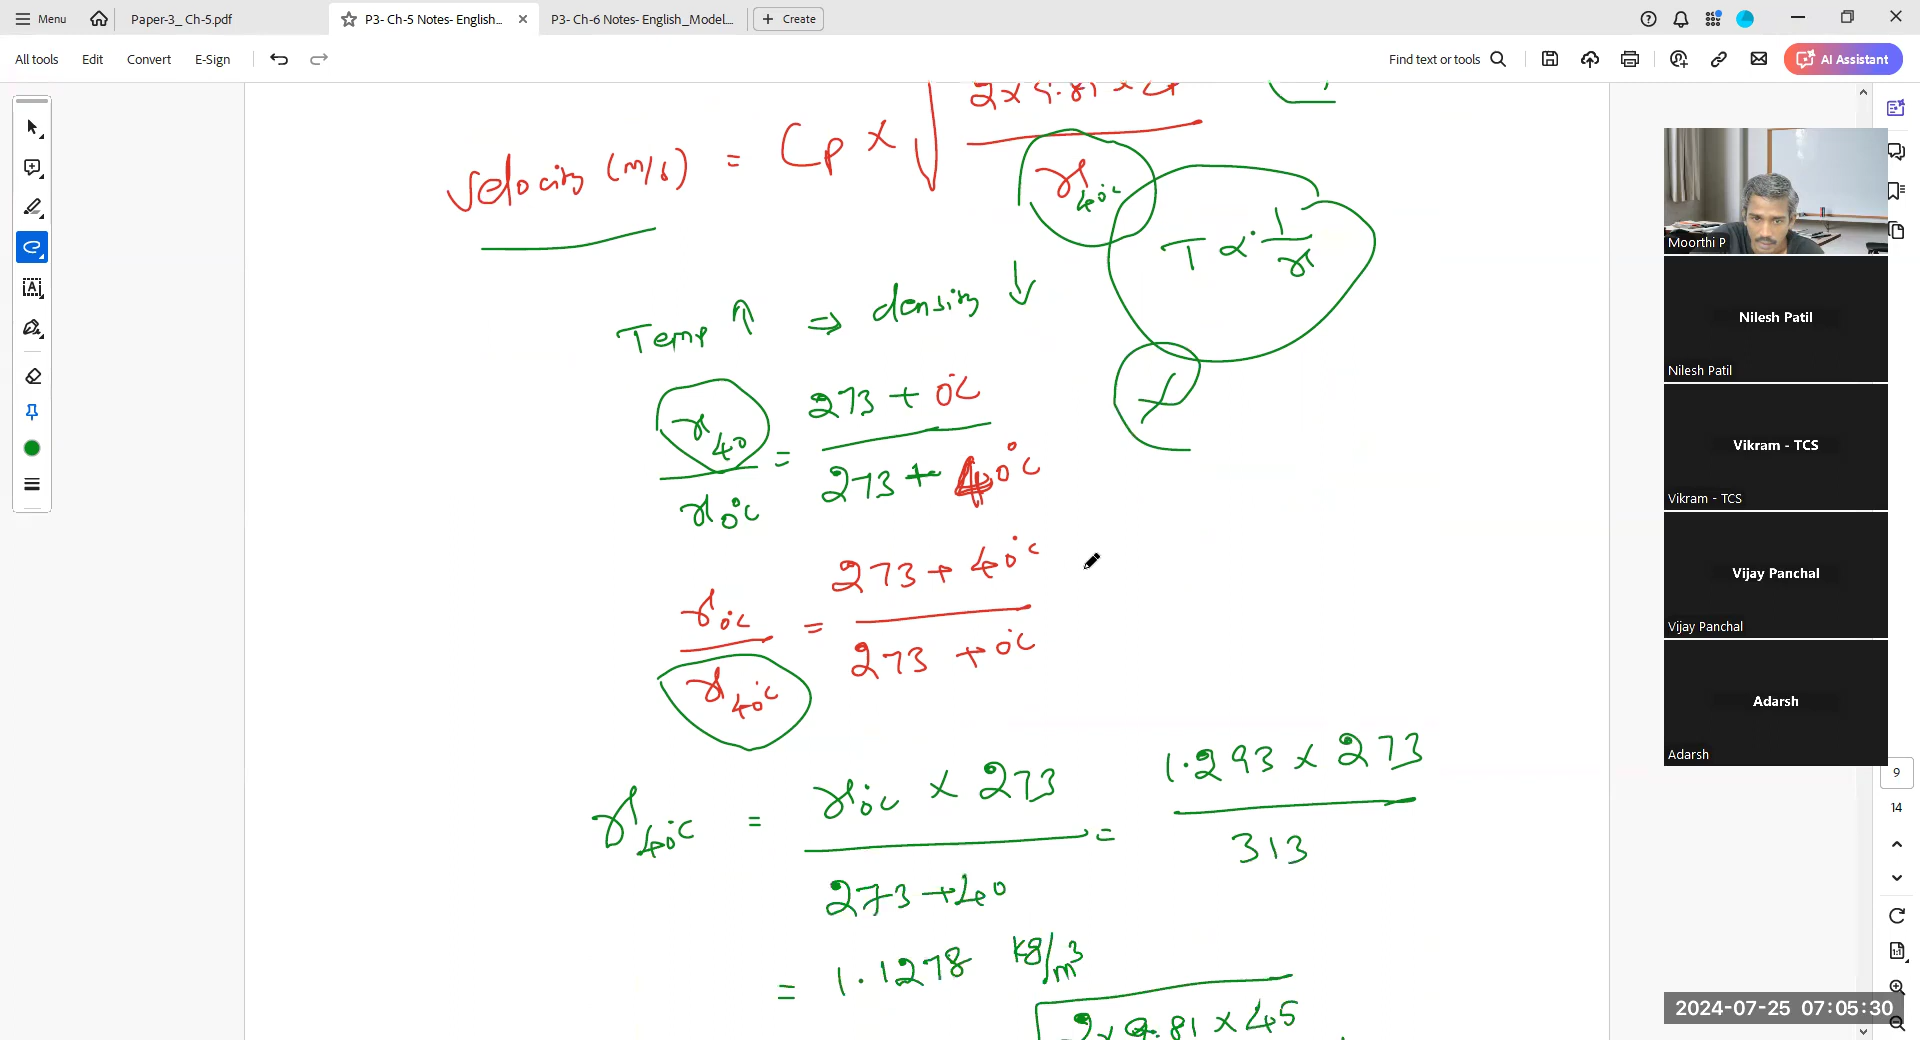 Menu
Paper-3_ Ch-5.pdf
P3- Ch-5 Notes- English...
P3- Ch-6 Notes- English_Model...
+ Create
All tools
Edit
Convert
E-Sign
Find text or tools
AI Assistant
velocity (m/s) = Cp × √
2×9.81×
γ40°C
T ∝ 1/γ
Temp ↑ ⇒ density ↓
γ40 / γ0°C = 273 + 0°C / 273 + 40°C
γ0°C / γ40°C = 273 + 40°C / 273 + 0°C
γ40°C = γ0°C × 273 / 273 + 40 = 1.293 × 273 / 313
= 1.1278 kg/m³
2×9.81×45
Moorthi P
Nilesh Patil
Nilesh Patil
Vikram - TCS
Vikram - TCS
Vijay Panchal
Vijay Panchal
Adarsh
Adarsh
9
14
2024-07-25 07:05:30